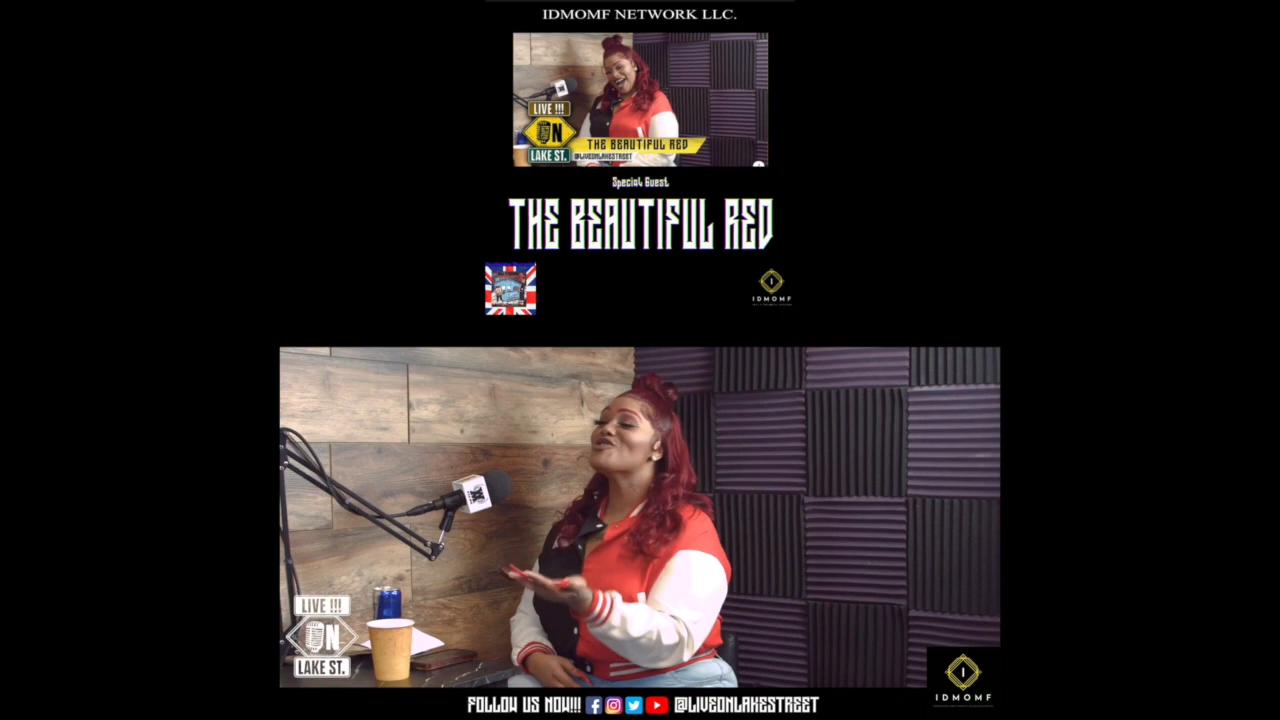 IDMOMF NETWORK LLC.
LIVE !!!
ON
LAKE ST.
THE BEAUTIFUL RED
@LIVEONLAKESTREET
Special Guest
THE BEAUTIFUL RED
I
IDMOMF
LIVE !!!
ON
LAKE ST.
I
IDMOMF
FOLLOW US NOW!!! @LIVEONLAKESTREET